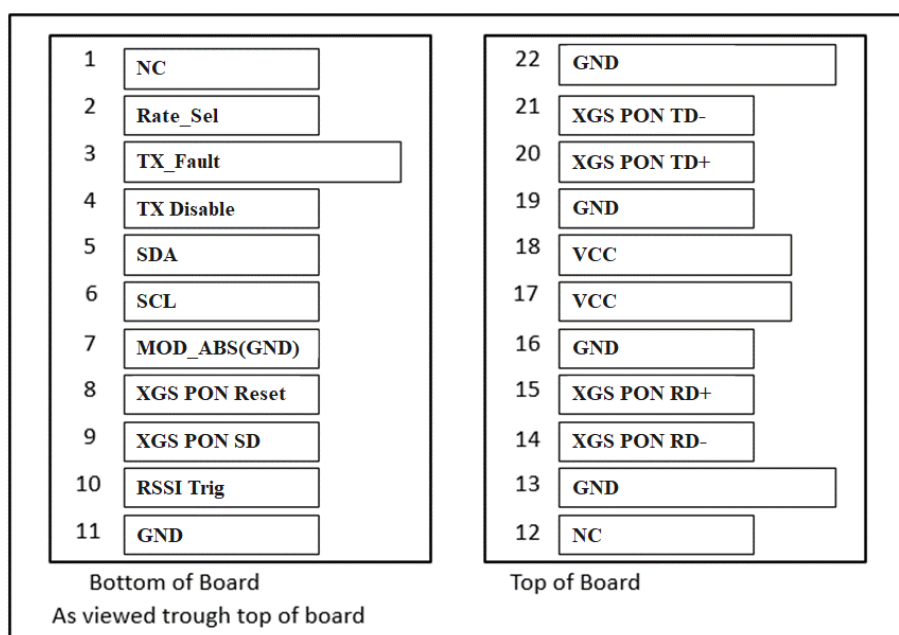 1 NC
2 Rate_Sel
3 TX_Fault
4 TX Disable
5 SDA
6 SCL
7 MOD_ABS(GND)
8 XGS PON Reset
9 XGS PON SD
10 RSSI Trig
11 GND
Bottom of Board
As viewed trough top of board
22 GND
21 XGS PON TD-
20 XGS PON TD+
19 GND
18 VCC
17 VCC
16 GND
15 XGS PON RD+
14 XGS PON RD-
13 GND
12 NC
Top of Board